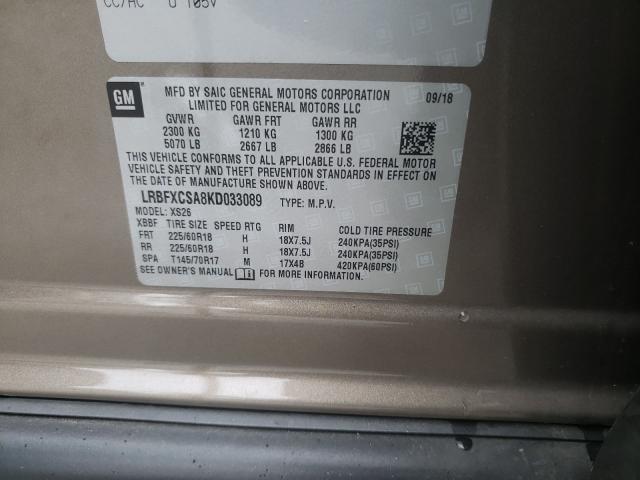 CC/AC U T05V
GM
MFD BY SAIC GENERAL MOTORS CORPORATION 09/18
LIMITED FOR GENERAL MOTORS LLC
GVWR GAWR FRT GAWR RR
2300 KG 1210 KG 1300 KG
5070 LB 2667 LB 2866 LB
THIS VEHICLE CONFORMS TO ALL APPLICABLE U.S. FEDERAL MOTOR
VEHICLE SAFETY AND THEFT PREVENTION STANDARDS IN EFFECT
ON THE DATE OF MANUFACTURE SHOWN ABOVE.
LRBFXCSA8KD033089 TYPE: M.P.V.
MODEL: XS26
XBBF TIRE SIZE SPEED RTG RIM COLD TIRE PRESSURE
FRT 225/60R18 H 18X7.5J 240KPA(35PSI)
RR 225/60R18 H 18X7.5J 240KPA(35PSI)
SPA T145/70R17 M 17X4B 420KPA(60PSI)
SEE OWNER'S MANUAL FOR MORE INFORMATION.